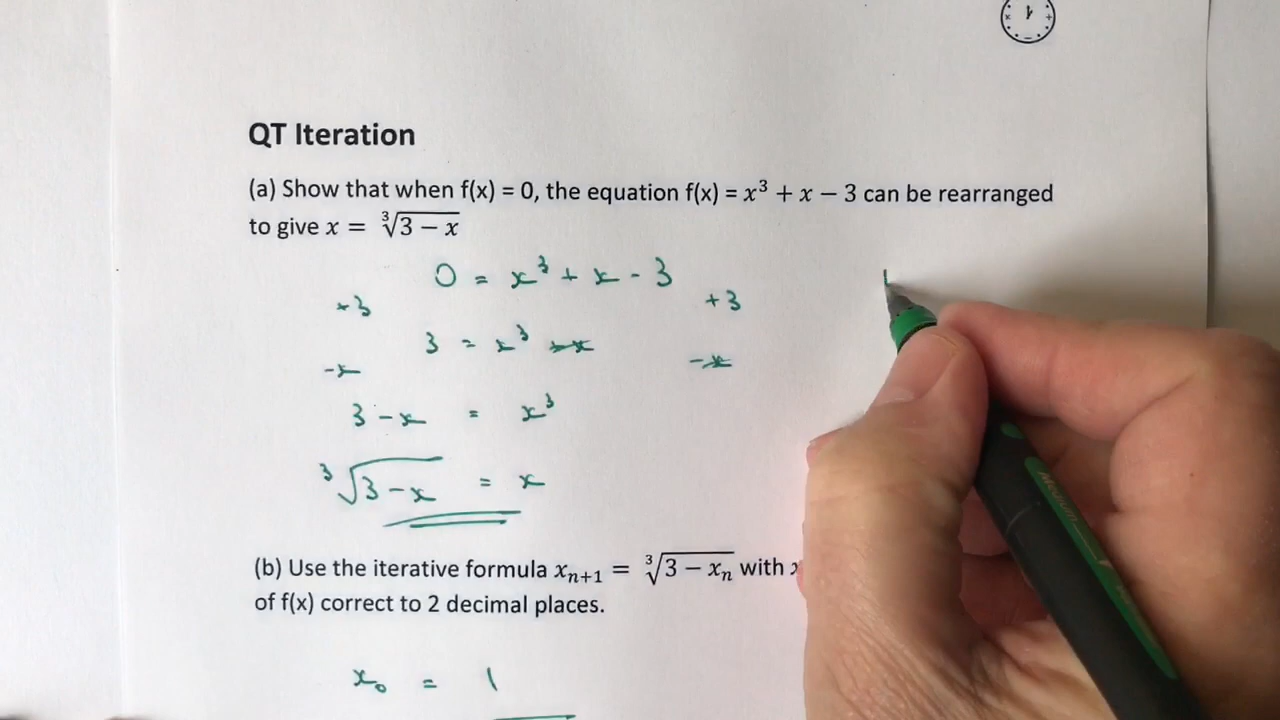 QT Iteration
(a) Show that when f(x) = 0, the equation f(x) = x³ + x − 3 can be rearranged
to give x = ∛(3 − x)
0 = x³ + x - 3
+3 +3
3 = x³ +x
-x -x
3 - x = x³
∛(3 - x) = x
(b) Use the iterative formula xₙ₊₁ = ∛(3 − xₙ) with
of f(x) correct to 2 decimal places.
x₀ = 1